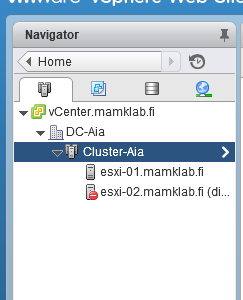 vmware vSphere Web Clie
Navigator
Home
vCenter.mamklab.fi
DC-Aia
Cluster-Aia
esxi-01.mamklab.fi
esxi-02.mamklab.fi (di...